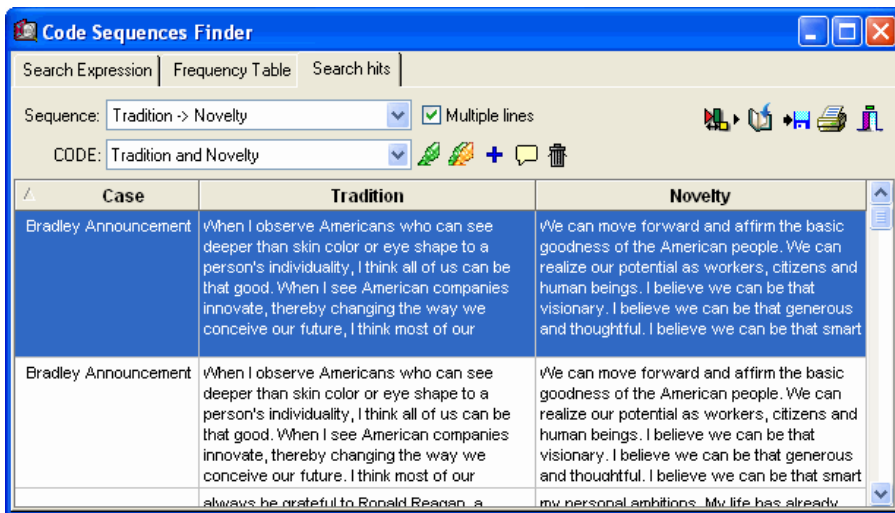 Code Sequences Finder
Search Expression Frequency Table Search hits
Sequence: Tradition -> Novelty Multiple lines
CODE: Tradition and Novelty
Case Tradition Novelty
Bradley Announcement When I observe Americans who can see We can move forward and affirm the basic
deeper than skin color or eye shape to a goodness of the American people. We can
person's individuality, I think all of us can be realize our potential as workers, citizens and
that good. When I see American companies human beings. I believe we can be that
innovate, thereby changing the way we visionary. I believe we can be that generous
conceive our future, I think most of our and thoughtful. I believe we can be that smart
Bradley Announcement When I observe Americans who can see We can move forward and affirm the basic
deeper than skin color or eye shape to a goodness of the American people. We can
person's individuality, I think all of us can be realize our potential as workers, citizens and
that good. When I see American companies human beings. I believe we can be that
innovate, thereby changing the way we visionary. I believe we can be that generous
conceive our future. I think most of our and thoughtful. I believe we can be that smart
always be grateful to Ronald Reagan, a my personal ambitions. My life has already